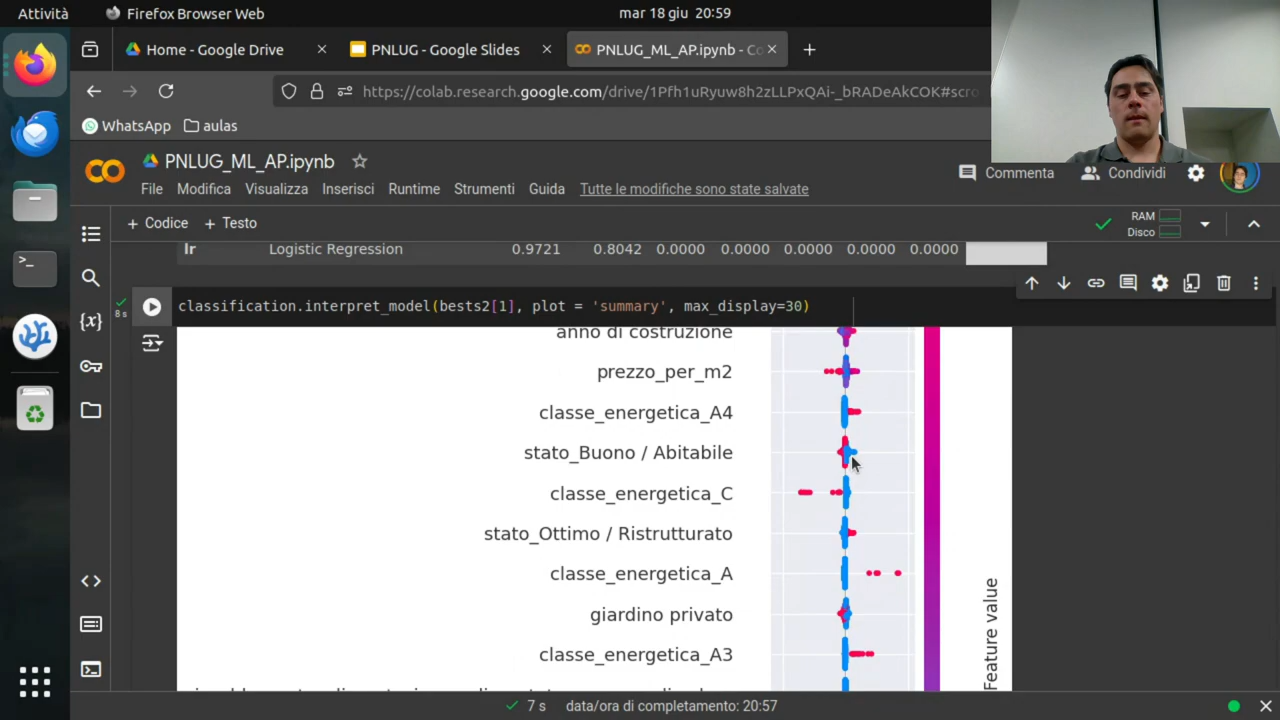 Attività
Firefox Browser Web
mar 18 giu 20:59
Home - Google Drive
PNLUG - Google Slides
PNLUG_ML_AP.ipynb - Co
https://colab.research.google.com/drive/1Pfh1uRyuw8h2zLLPxQAi-_bRADeAkCOK#scro
WhatsApp
aulas
PNLUG_ML_AP.ipynb
Commenta
Condividi
File Modifica Visualizza Inserisci Runtime Strumenti Guida Tutte le modifiche sono state salvate
+ Codice + Testo
RAM
Disco
lr Logistic Regression 0.9721 0.8042 0.0000 0.0000 0.0000 0.0000 0.0000
8 s
classification.interpret_model(bests2[1], plot = 'summary', max_display=30)
anno di costruzione
prezzo_per_m2
classe_energetica_A4
stato_Buono / Abitabile
classe_energetica_C
stato_Ottimo / Ristrutturato
classe_energetica_A
giardino privato
classe_energetica_A3
Feature value
7 s data/ora di completamento: 20:57